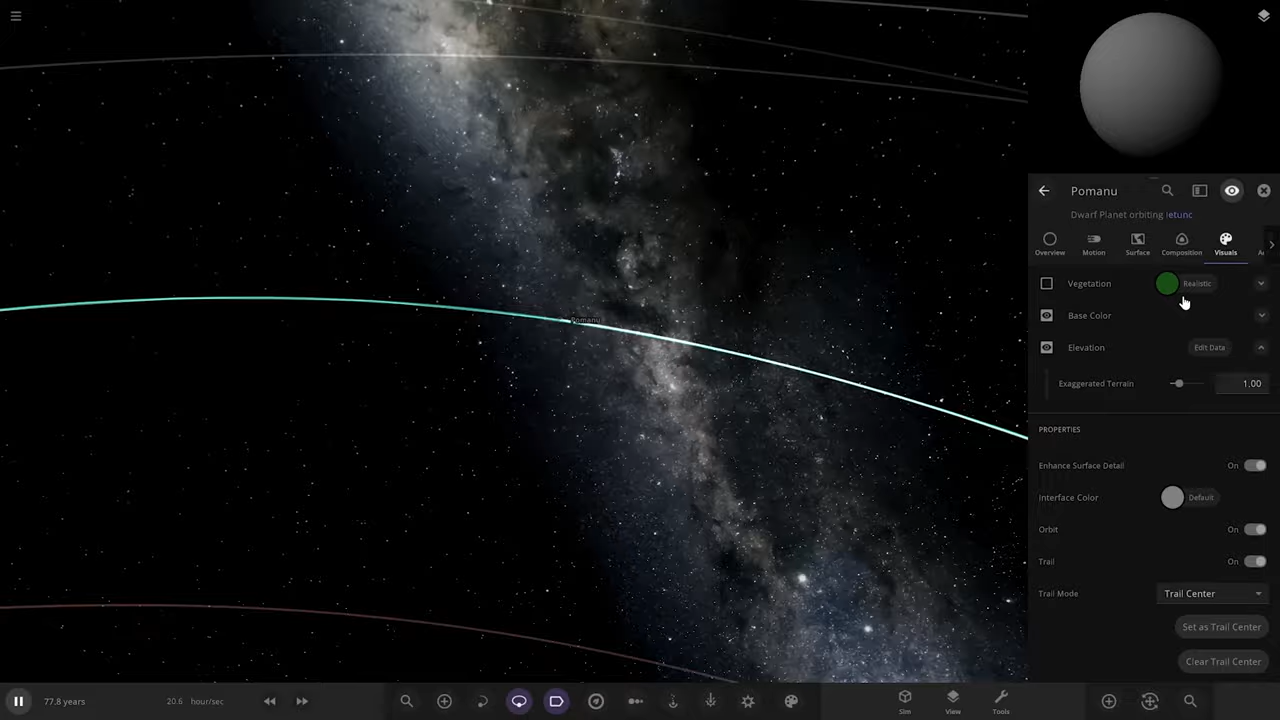 Pomanu
Pomanu
Dwarf Planet orbiting
Overview
Motion
Surface
Composition
Visuals
Vegetation
Realistic
Base Color
Elevation
Edit Data
Exaggerated Terrain
1.00
PROPERTIES
Enhance Surface Detail
On
Interface Color
Default
Orbit
On
Trail
On
Trail Mode
Trail Center
Set as Trail Center
Clear Trail Center
77.8 years
20.6 hour/sec
Sim
View
Tools